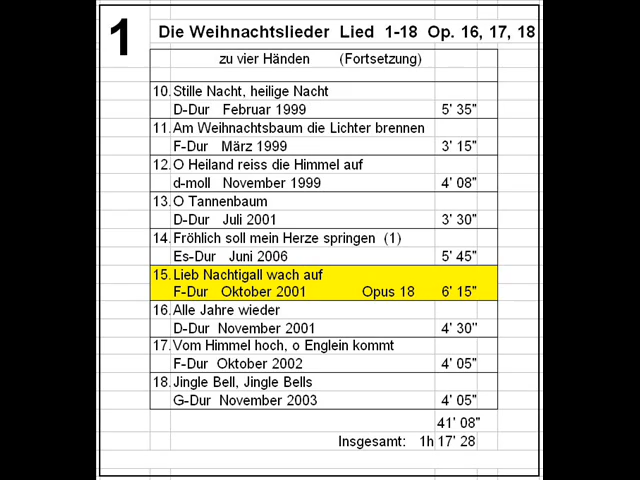 1 Die Weihnachtslieder Lied 1-18 Op. 16, 17, 18
zu vier Händen (Fortsetzung)
10. Stille Nacht, heilige Nacht
D-Dur Februar 1999 5' 35"
11. Am Weihnachtsbaum die Lichter brennen
F-Dur März 1999 3' 15"
12. O Heiland reiss die Himmel auf
d-moll November 1999 4' 08"
13. O Tannenbaum
D-Dur Juli 2001 3' 30"
14. Fröhlich soll mein Herze springen (1)
Es-Dur Juni 2006 5' 45"
15. Lieb Nachtigall wach auf
F-Dur Oktober 2001 Opus 18 6' 15"
16. Alle Jahre wieder
D-Dur November 2001 4' 30"
17. Vom Himmel hoch, o Englein kommt
F-Dur Oktober 2002 4' 05"
18. Jingle Bell, Jingle Bells
G-Dur November 2003 4' 05"
41' 08"
Insgesamt: 1h 17' 28